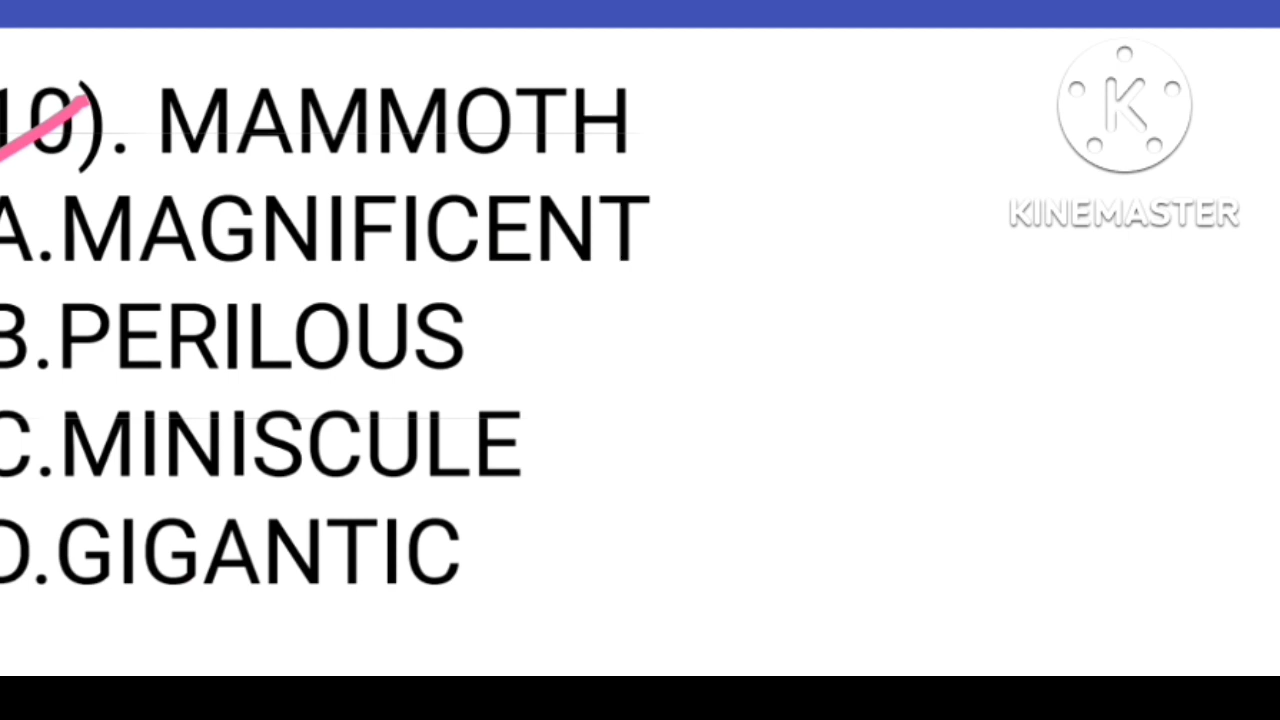 10). MAMMOTH
A.MAGNIFICENT
B.PERILOUS
C.MINISCULE
D.GIGANTIC
K
KINEMASTER